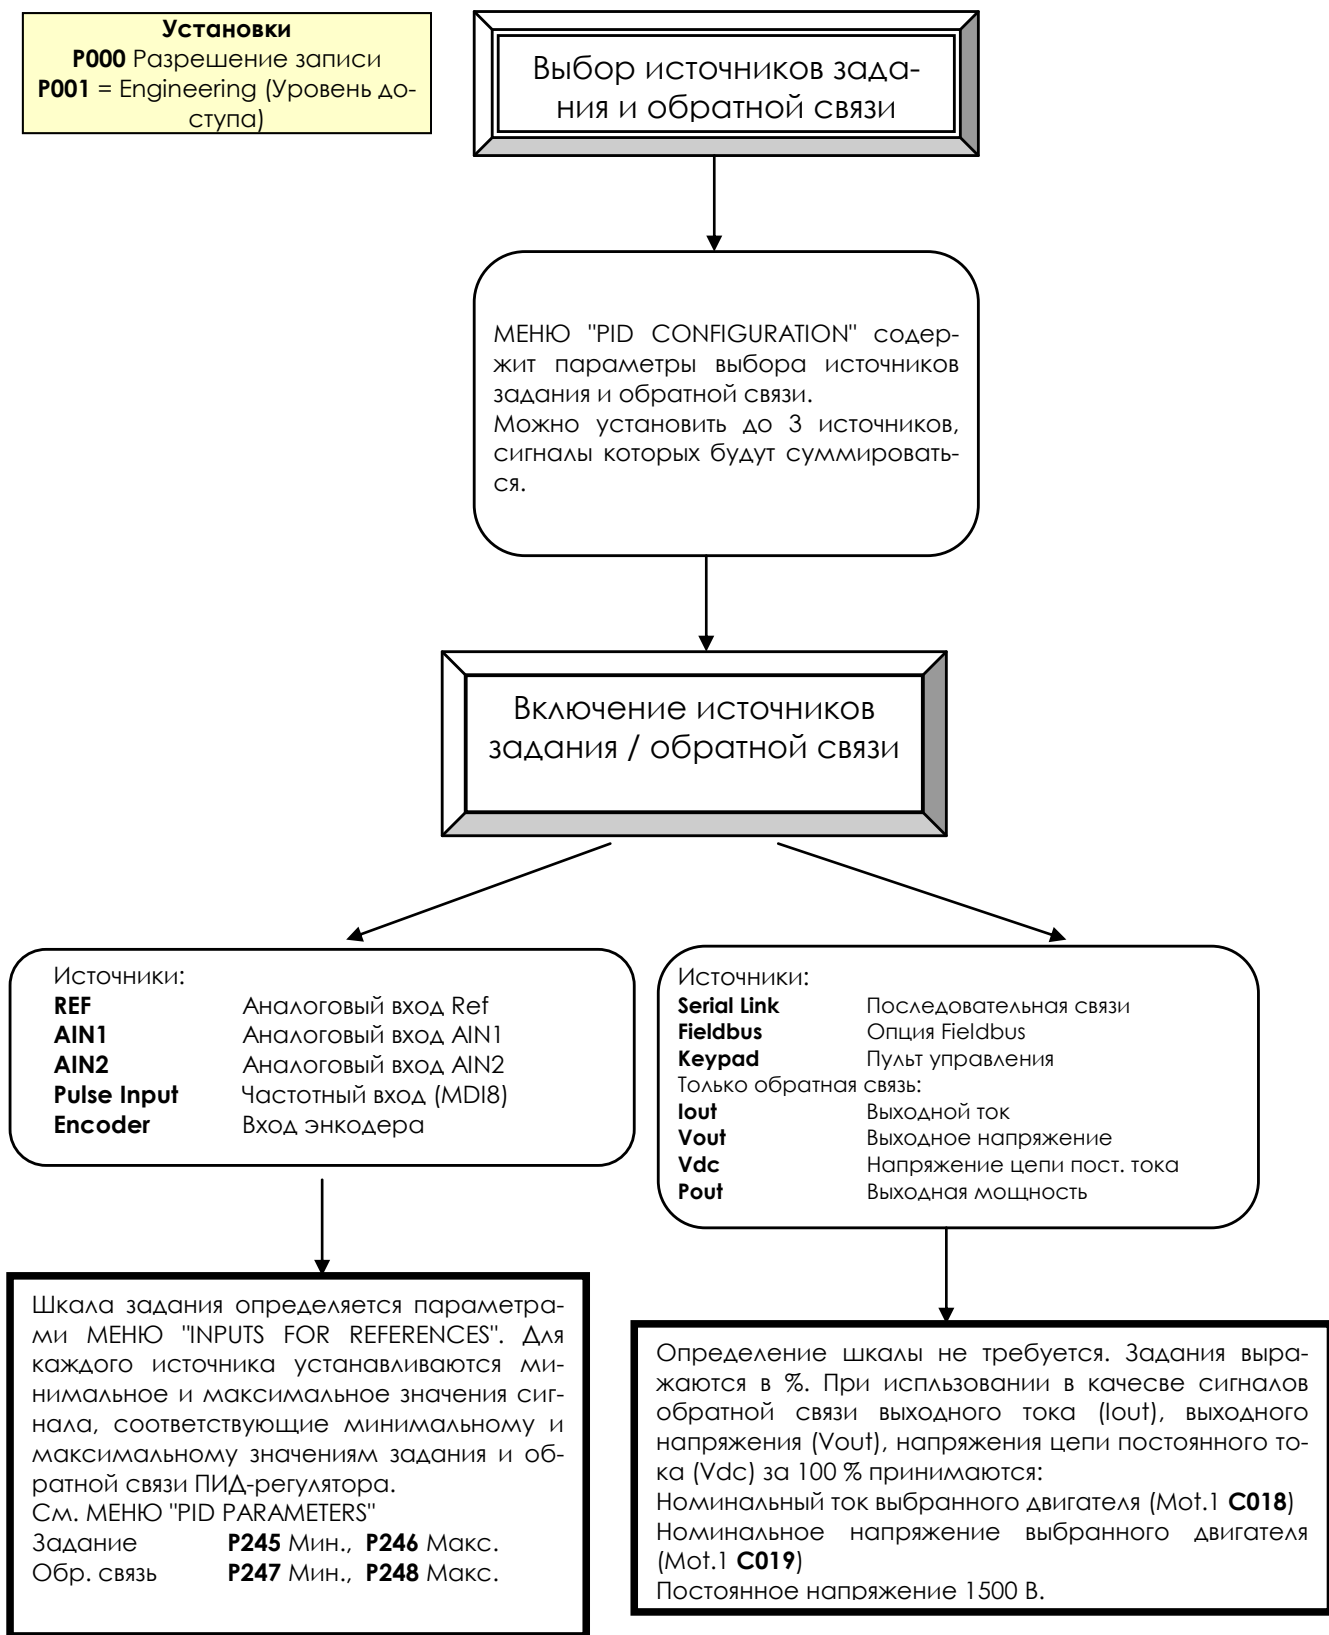 Установки
P000 Разрешение записи
P001 = Engineering (Уровень до-
ступа)
Выбор источников зада-
ния и обратной связи
МЕНЮ "PID CONFIGURATION" содер-
жит параметры выбора источников
задания и обратной связи.
Можно установить до 3 источников,
сигналы которых будут суммировать-
ся.
Включение источников
задания / обратной связи
Источники:
REF Аналоговый вход Ref
AIN1 Аналоговый вход AIN1
AIN2 Аналоговый вход AIN2
Pulse Input Частотный вход (MDI8)
Encoder Вход энкодера
Источники:
Serial Link Последовательная связи
Fieldbus Опция Fieldbus
Keypad Пульт управления
Только обратная связь:
Iout Выходной ток
Vout Выходное напряжение
Vdc Напряжение цепи пост. тока
Pout Выходная мощность
Шкала задания определяется параметра-
ми МЕНЮ "INPUTS FOR REFERENCES". Для
каждого источника устанавливаются ми-
нимальное и максимальное значения сиг-
нала, соответствующие минимальному и
максимальному значениям задания и об-
ратной связи ПИД-регулятора.
См. МЕНЮ "PID PARAMETERS"
Задание P245 Мин., P246 Макс.
Обр. связь P247 Мин., P248 Макс.
Определение шкалы не требуется. Задания выра-
жаются в %. При испльзовании в качесве сигналов
обратной связи выходного тока (Iout), выходного
напряжения (Vout), напряжения цепи постоянного то-
ка (Vdc) за 100 % принимаются:
Номинальный ток выбранного двигателя (Mot.1 C018)
Номинальное напряжение выбранного двигателя
(Mot.1 C019)
Постоянное напряжение 1500 В.